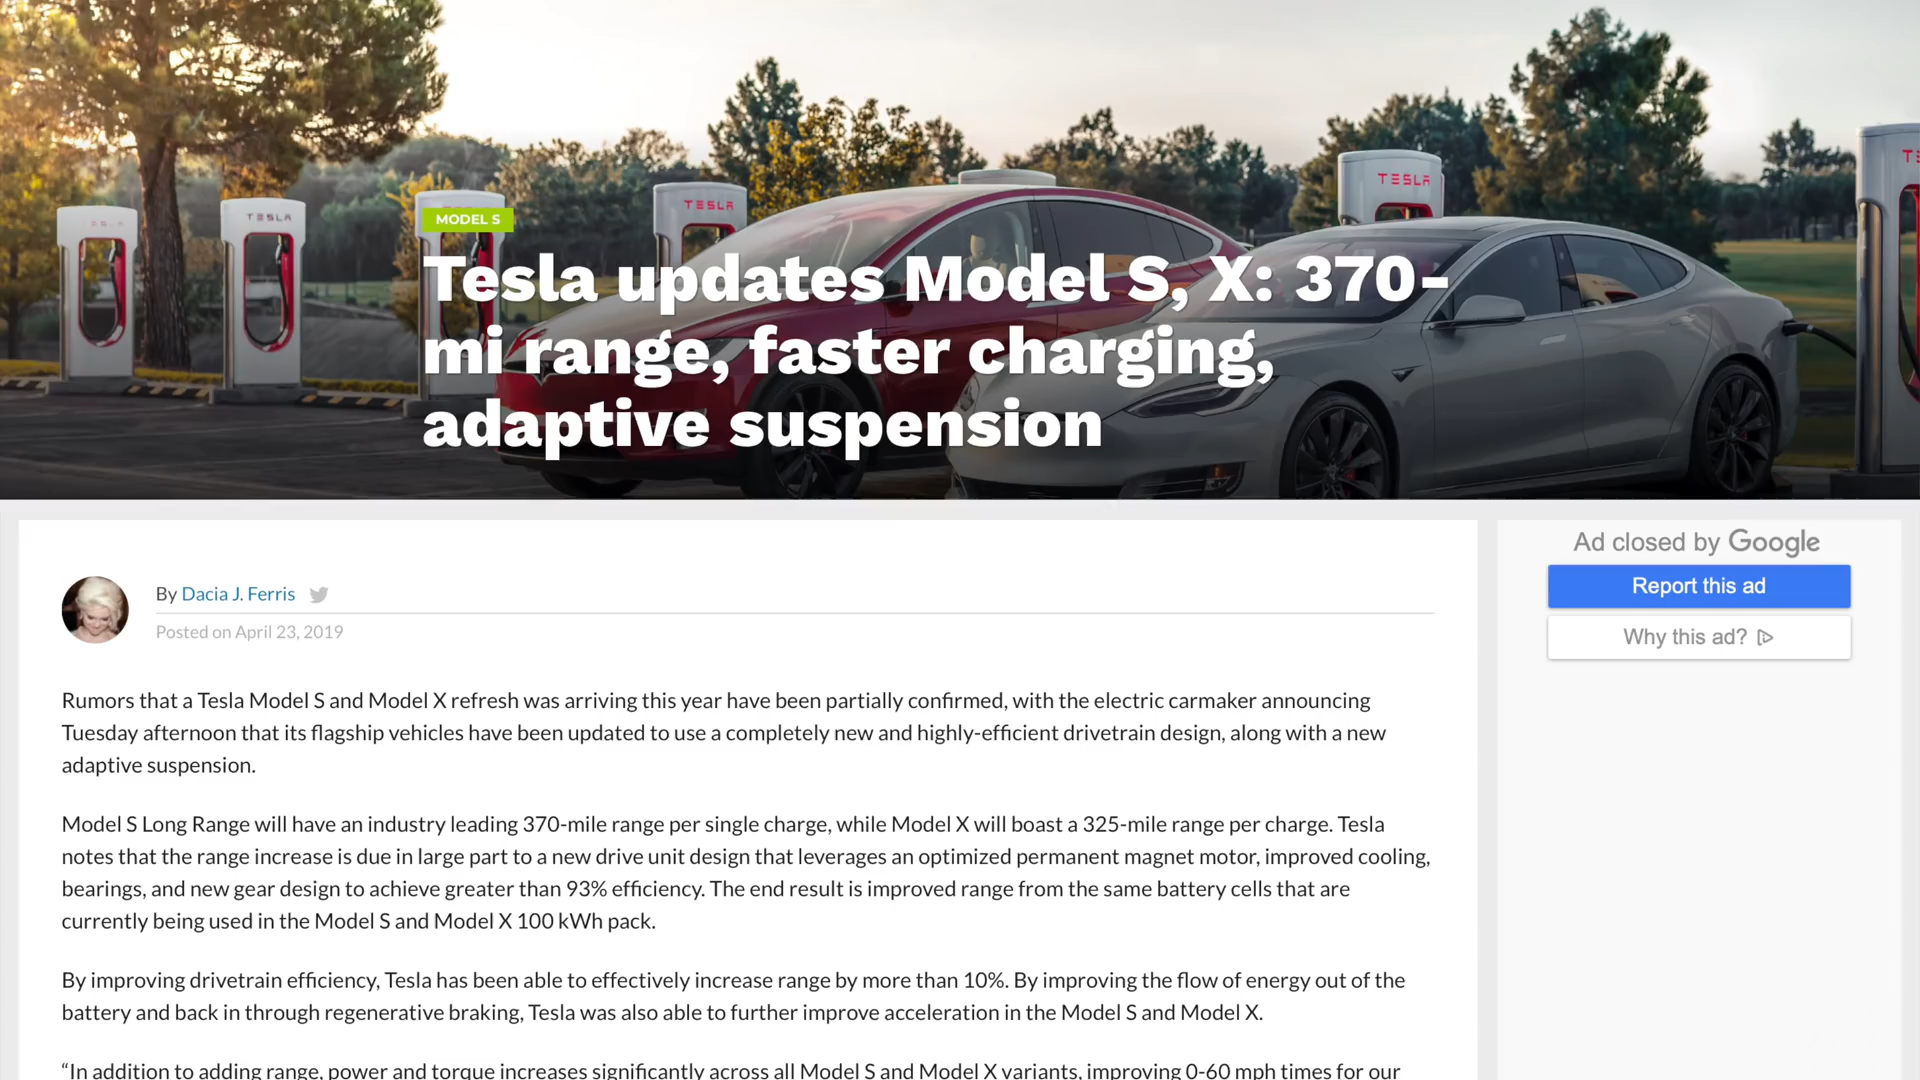 TESLA
TESLA
TESLA
MODEL S
Tesla updates Model S, X: 370-
mi range, faster charging,
adaptive suspension
By Dacia J. Ferris
Posted on April 23, 2019
Rumors that a Tesla Model S and Model X refresh was arriving this year have been partially confirmed, with the electric carmaker announcing
Tuesday afternoon that its flagship vehicles have been updated to use a completely new and highly-efficient drivetrain design, along with a new
adaptive suspension.
Model S Long Range will have an industry leading 370-mile range per single charge, while Model X will boast a 325-mile range per charge. Tesla
notes that the range increase is due in large part to a new drive unit design that leverages an optimized permanent magnet motor, improved cooling,
bearings, and new gear design to achieve greater than 93% efficiency. The end result is improved range from the same battery cells that are
currently being used in the Model S and Model X 100 kWh pack.
By improving drivetrain efficiency, Tesla has been able to effectively increase range by more than 10%. By improving the flow of energy out of the
battery and back in through regenerative braking, Tesla was also able to further improve acceleration in the Model S and Model X.
“In addition to adding range, power and torque increases significantly across all Model S and Model X variants, improving 0-60 mph times for our
Ad closed by Google
Report this ad
Why this ad?